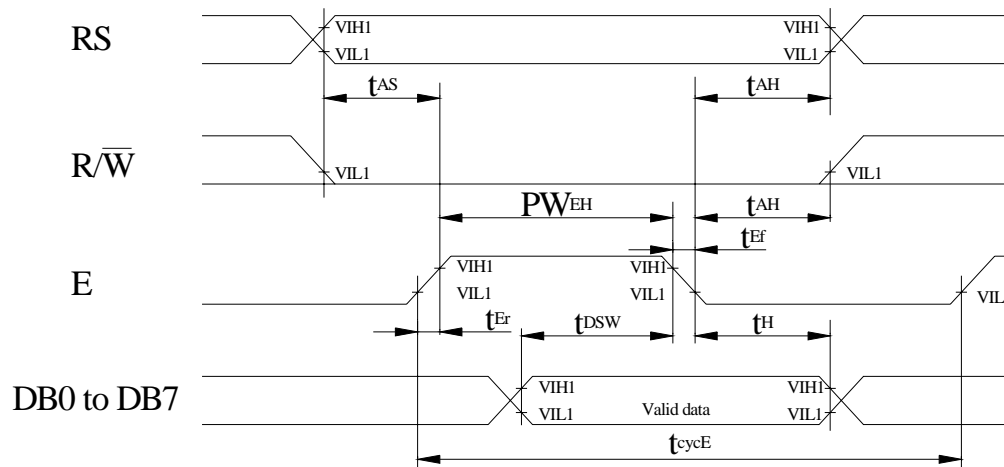 RS
VIH1 VIH1
VIL1 VIL1
tAS tAH
R/W̅
VIL1 VIL1
PWEH tAH
tEf
E
VIH1 VIH1
VIL1 VIL1 VIL
tEr tDSW tH
DB0 to DB7
VIH1 VIH1
VIL1 Valid data VIL1
tcycE